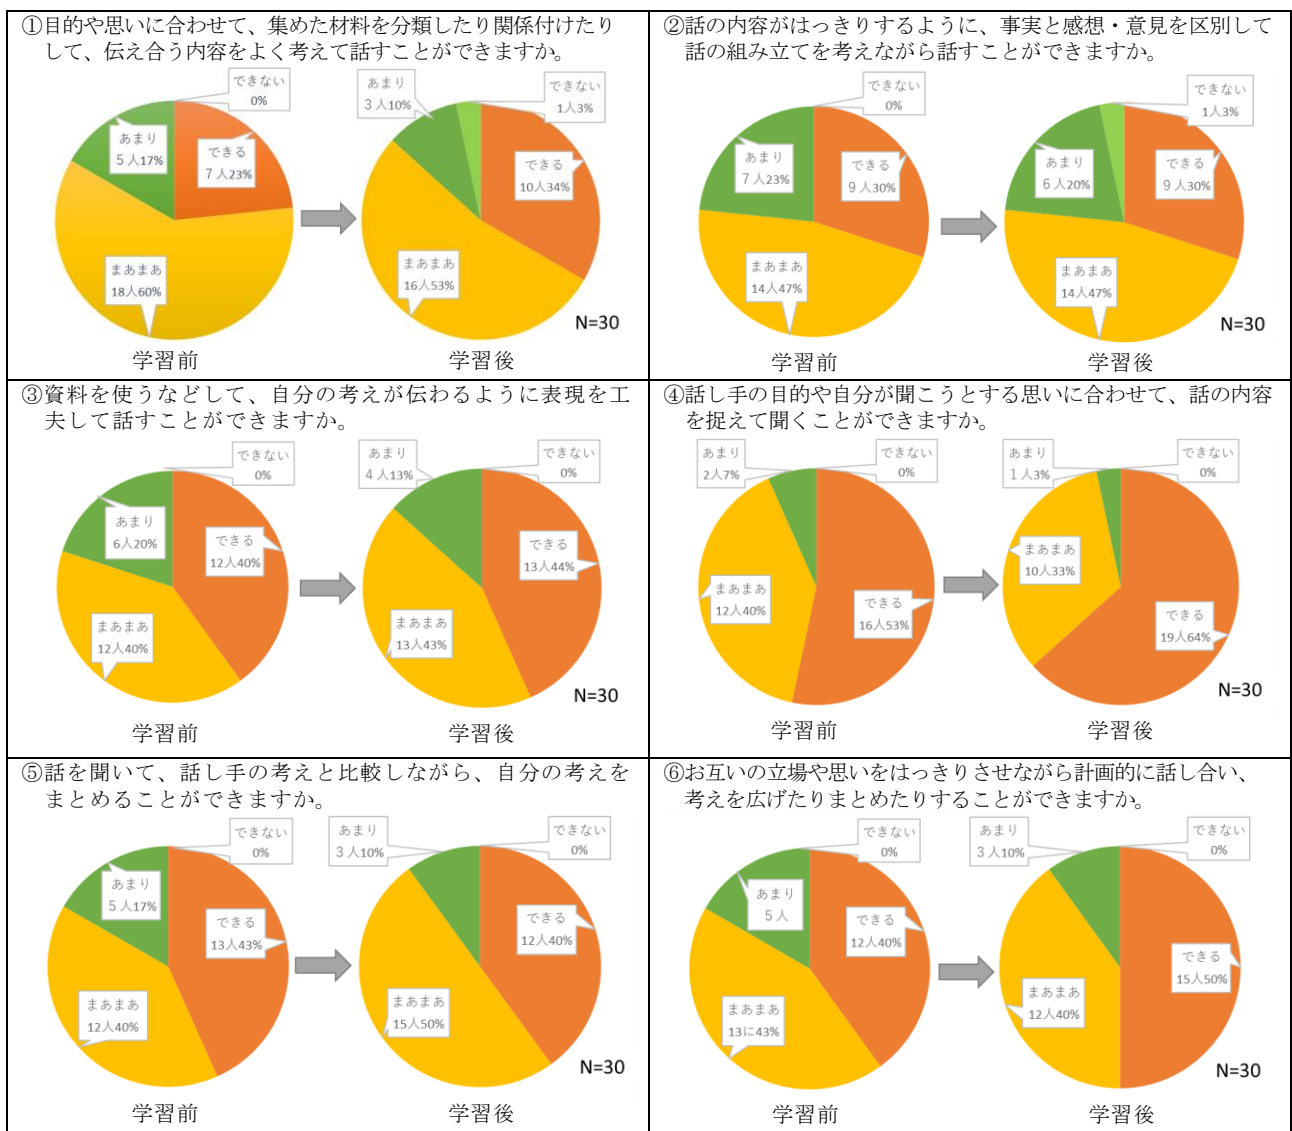 ①目的や思いに合わせて、集めた材料を分類したり関係付けたり
して、伝え合う内容をよく考えて話すことができますか。
できない
0%
あまり
5人17%
できる
7人23%
まあまあ
18人60%
学習前
あまり
3人10%
できない
1人3%
できる
10人34%
まあまあ
16人53%
N=30
学習後
②話の内容がはっきりするように、事実と感想・意見を区別して
話の組み立てを考えながら話すことができますか。
できない
0%
あまり
7人23%
できる
9人30%
まあまあ
14人47%
学習前
できない
1人3%
あまり
6人20%
できる
9人30%
まあまあ
14人47%
N=30
学習後
③資料を使うなどして、自分の考えが伝わるように表現を工
夫して話すことができますか。
できない
0%
あまり
6人20%
できる
12人40%
まあまあ
12人40%
学習前
あまり
4人13%
できない
0%
できる
13人44%
まあまあ
13人43%
N=30
学習後
④話し手の目的や自分が聞こうとする思いに合わせて、話の内容
を捉えて聞くことができますか。
あまり
2人7%
できない
0%
まあまあ
12人40%
できる
16人53%
学習前
あまり
1人3%
できない
0%
まあまあ
10人33%
できる
19人64%
N=30
学習後
⑤話を聞いて、話し手の考えと比較しながら、自分の考えを
まとめることができますか。
できない
0%
あまり
5人17%
できる
13人43%
まあまあ
12人40%
学習前
あまり
3人10%
できない
0%
できる
12人40%
まあまあ
15人50%
N=30
学習後
⑥お互いの立場や思いをはっきりさせながら計画的に話し合い、
考えを広げたりまとめたりすることができますか。
できない
0%
あまり
5人
できる
12人40%
まあまあ
13に43%
学習前
あまり
3人10%
できない
0%
できる
15人50%
まあまあ
12人40%
N=30
学習後